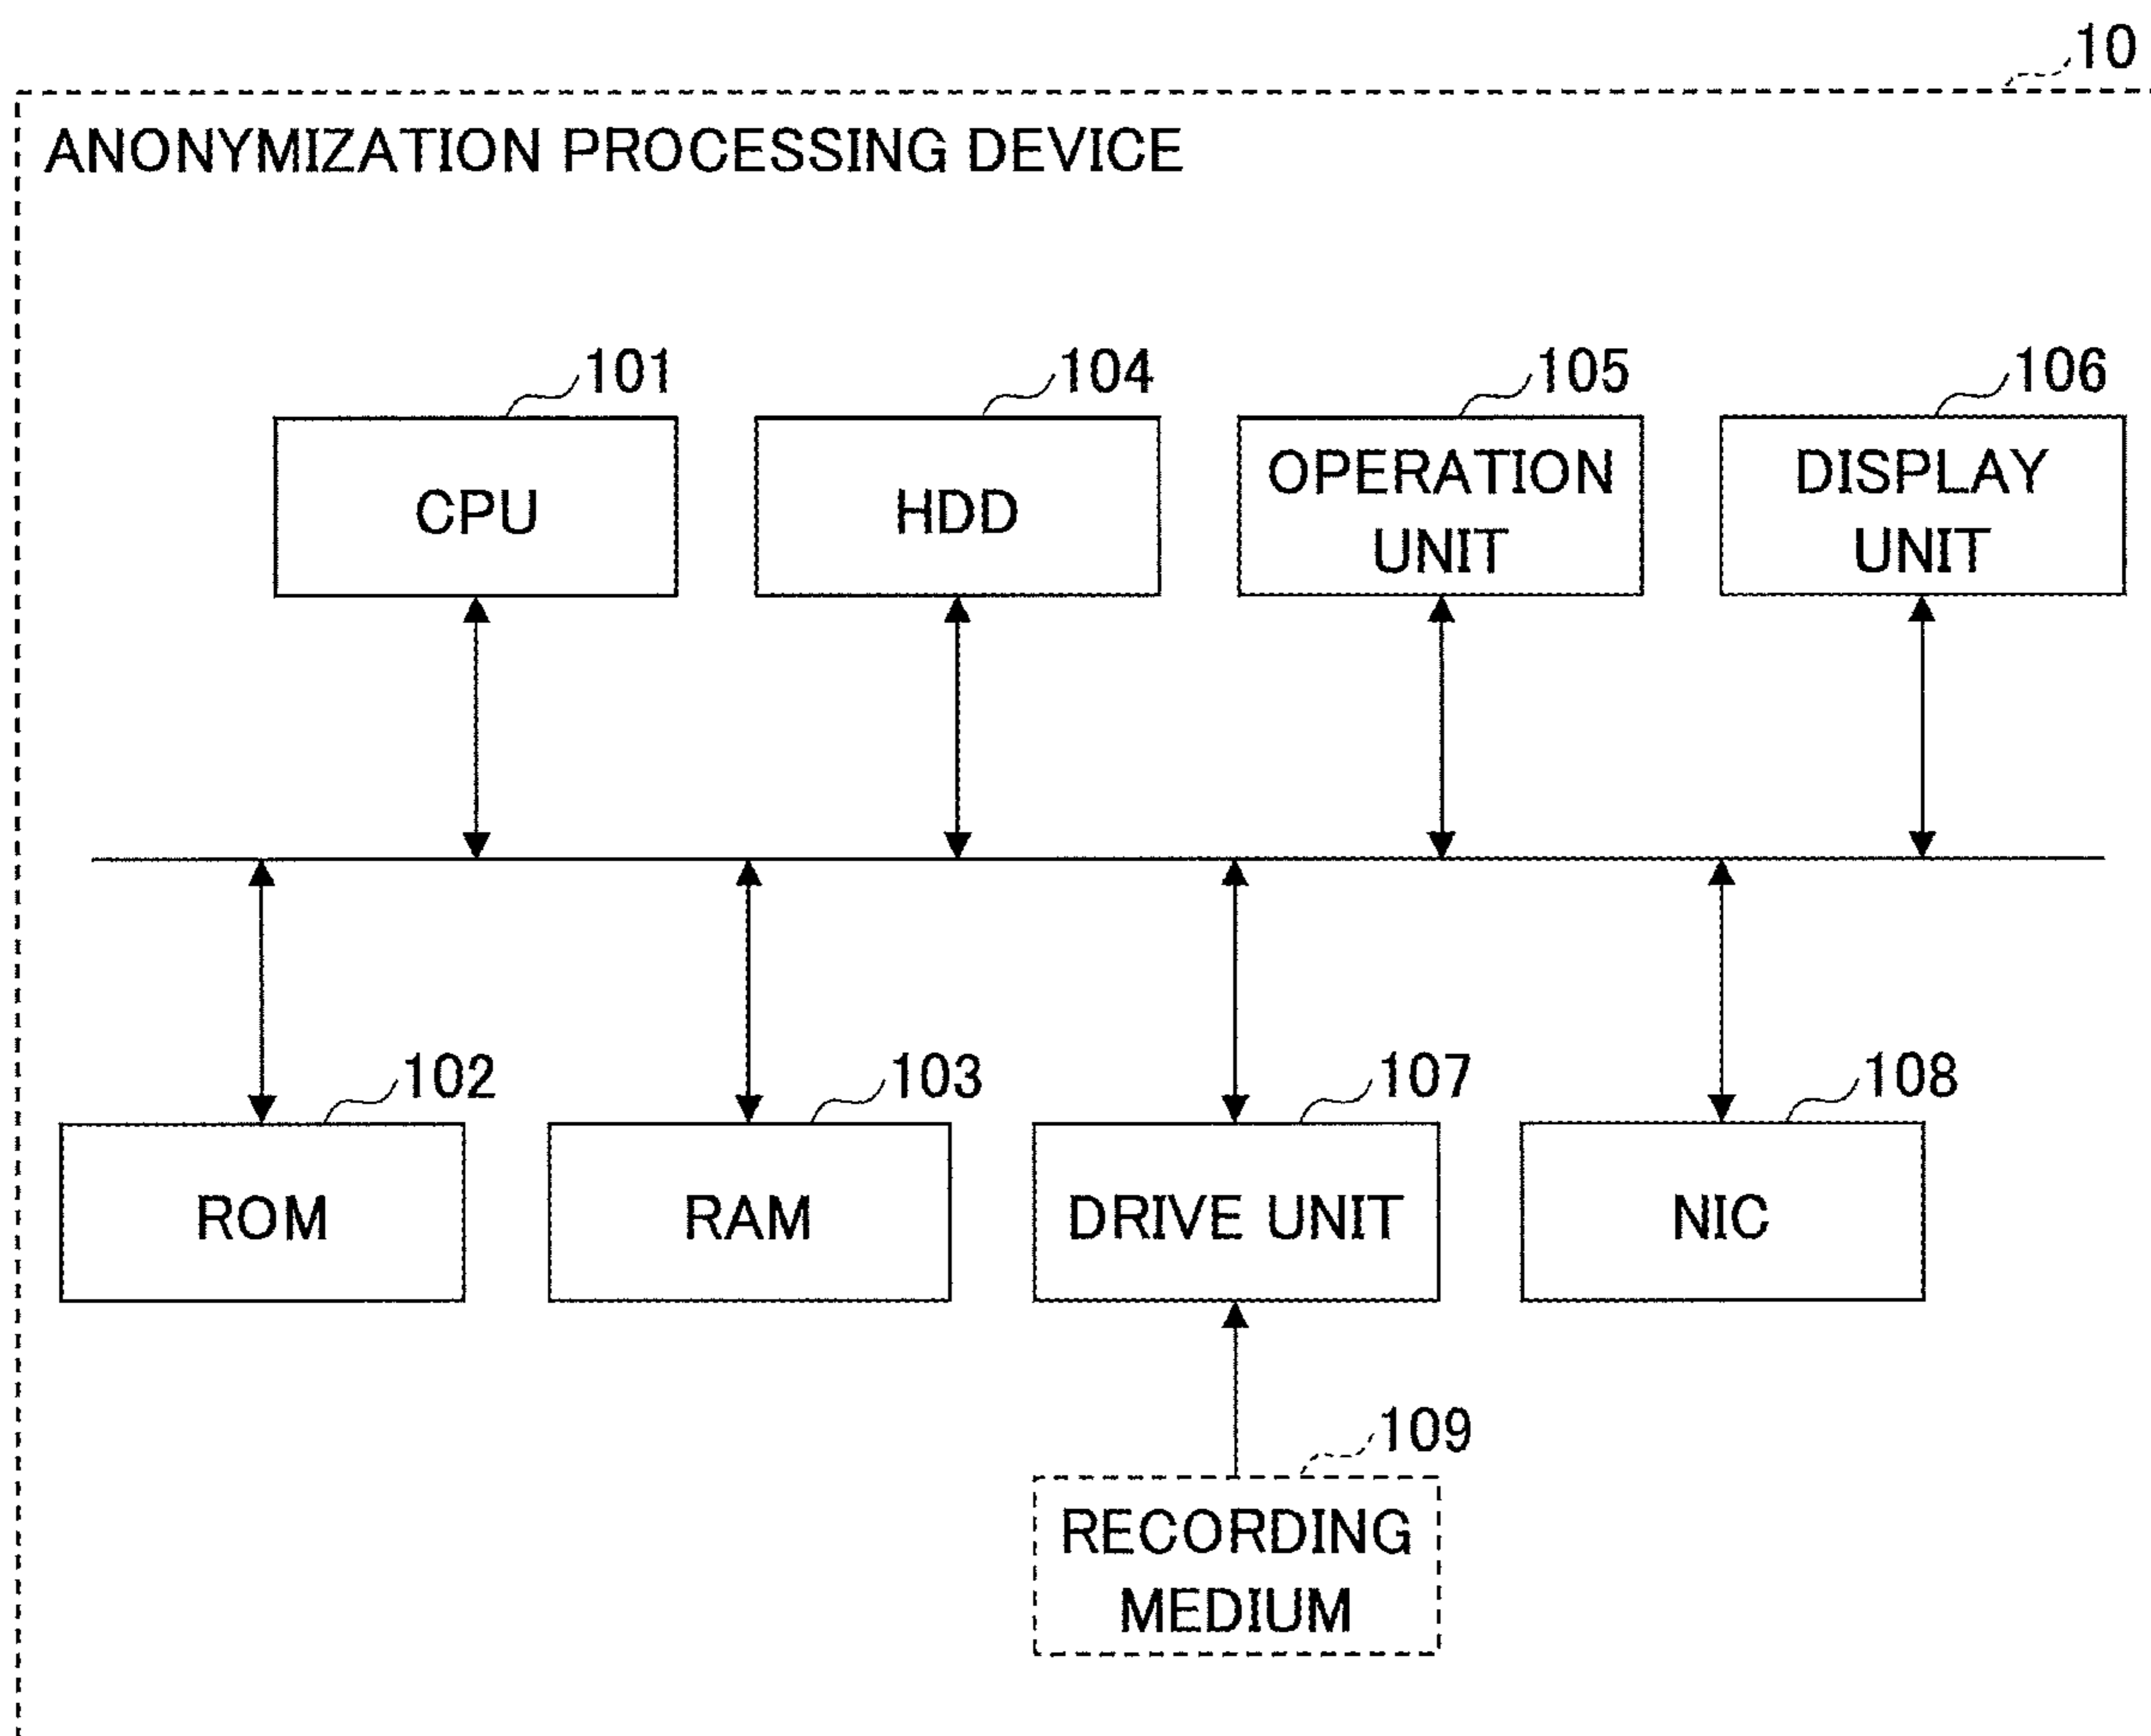 10
ANONYMIZATION PROCESSING DEVICE
101
104
105
106
CPU
HDD
OPERATION
UNIT
DISPLAY
UNIT
102
103
107
108
ROM
RAM
DRIVE UNIT
NIC
109
RECORDING
MEDIUM